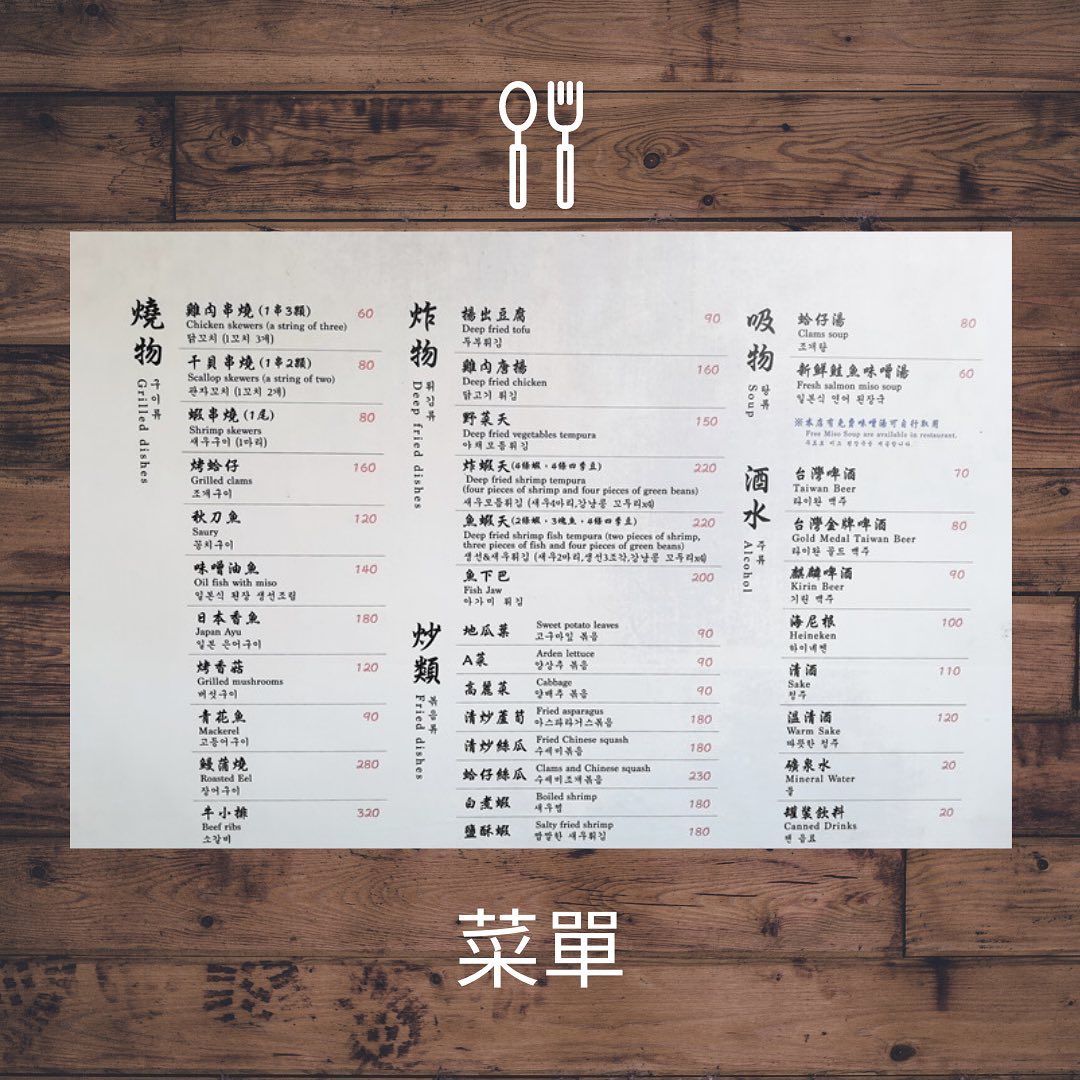 燒物
구이류
Grilled dishes
雞肉串燒(1串3顆) 60
Chicken skewers (a string of three)
닭꼬치 (1꼬치 3개)
干貝串燒(1串2顆) 80
Scallop skewers (a string of two)
관자꼬치 (1꼬치 2개)
蝦串燒(1尾) 80
Shrimp skewers
새우구이 (1마리)
烤蛤仔 160
Grilled clams
조개구이
秋刀魚 120
Saury
꽁치구이
味噌油魚 140
Oil fish with miso
일본식 된장 생선조림
日本香魚 180
Japan Ayu
일본 은어구이
烤香菇 120
Grilled mushrooms
버섯구이
青花魚 90
Mackerel
고등어구이
鰻蒲燒 280
Roasted Eel
장어구이
牛小排 320
Beef ribs
소갈비
炸物
튀김류
Deep fried dishes
揚出豆腐 90
Deep fried tofu
두부튀김
雞肉唐揚 160
Deep fried chicken
닭고기 튀김
野菜天 150
Deep fried vegetables tempura
야채모듬튀김
炸蝦天(4條蝦・4條四季豆) 220
Deep fried shrimp tempura
(four pieces of shrimp and four pieces of green beans)
새우모듬튀김 (새우4마리,강낭콩 꼬투리x4)
魚蝦天(2條蝦・3塊魚・4條四季豆) 220
Deep fried shrimp fish tempura (two pieces of shrimp,
three pieces of fish and four pieces of green beans)
생선&새우튀김 (새우2마리,생선3조각,강낭콩 꼬투리x4)
魚下巴 200
Fish Jaw
아가미 튀김
炒類
볶음류
Fried dishes
地瓜葉 Sweet potato leaves 90
고구마잎 볶음
A菜 Arden lettuce 90
양상추 볶음
高麗菜 Cabbage 90
양배추 볶음
清炒蘆筍 Fried asparagus 180
아스파라거스볶음
清炒絲瓜 Fried Chinese squash 180
수세미볶음
蛤仔絲瓜 Clams and Chinese squash 230
수세미조개볶음
白煮蝦 Boiled shrimp 180
새우찜
鹽酥蝦 Salty fried shrimp 180
짭짤한 새우튀김
吸物
탕류
Soup
蛤仔湯 80
Clams soup
조개탕
新鮮鮭魚味噌湯 60
Fresh salmon miso soup
일본식 연어 된장국
※本店有免費味噌湯可自行取用
Free Miso Soup are available in restaurant.
酒水
주류
Alcohol
台灣啤酒 70
Taiwan Beer
타이완 맥주
台灣金牌啤酒 80
Gold Medal Taiwan Beer
타이완 골드 맥주
麒麟啤酒 90
Kirin Beer
기린 맥주
海尼根 100
Heineken
하이네켄
清酒 110
Sake
청주
溫清酒 120
Warm Sake
따뜻한 청주
礦泉水 20
Mineral Water
물
罐裝飲料 20
Canned Drinks
캔 음료
菜單